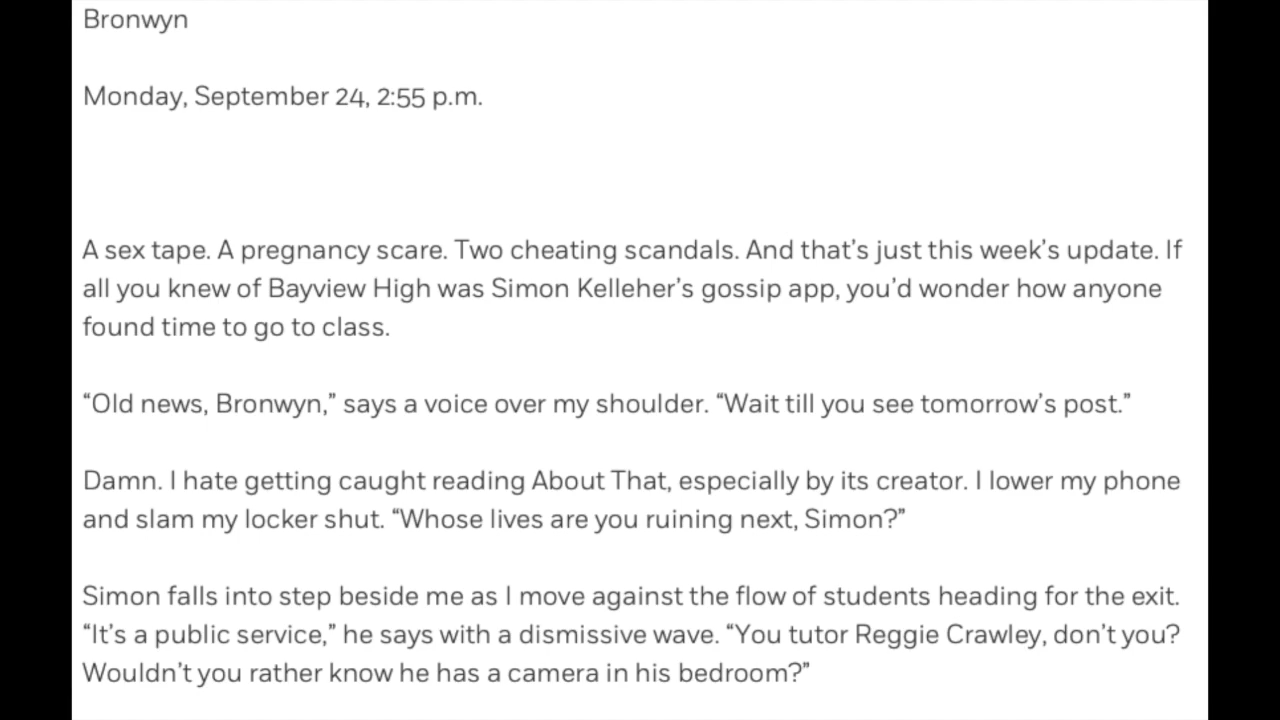 Bronwyn
Monday, September 24, 2:55 p.m.
A sex tape. A pregnancy scare. Two cheating scandals. And that’s just this week’s update. If
all you knew of Bayview High was Simon Kelleher’s gossip app, you’d wonder how anyone
found time to go to class.
“Old news, Bronwyn,” says a voice over my shoulder. “Wait till you see tomorrow’s post.”
Damn. I hate getting caught reading About That, especially by its creator. I lower my phone
and slam my locker shut. “Whose lives are you ruining next, Simon?”
Simon falls into step beside me as I move against the flow of students heading for the exit.
“It’s a public service,” he says with a dismissive wave. “You tutor Reggie Crawley, don’t you?
Wouldn’t you rather know he has a camera in his bedroom?”